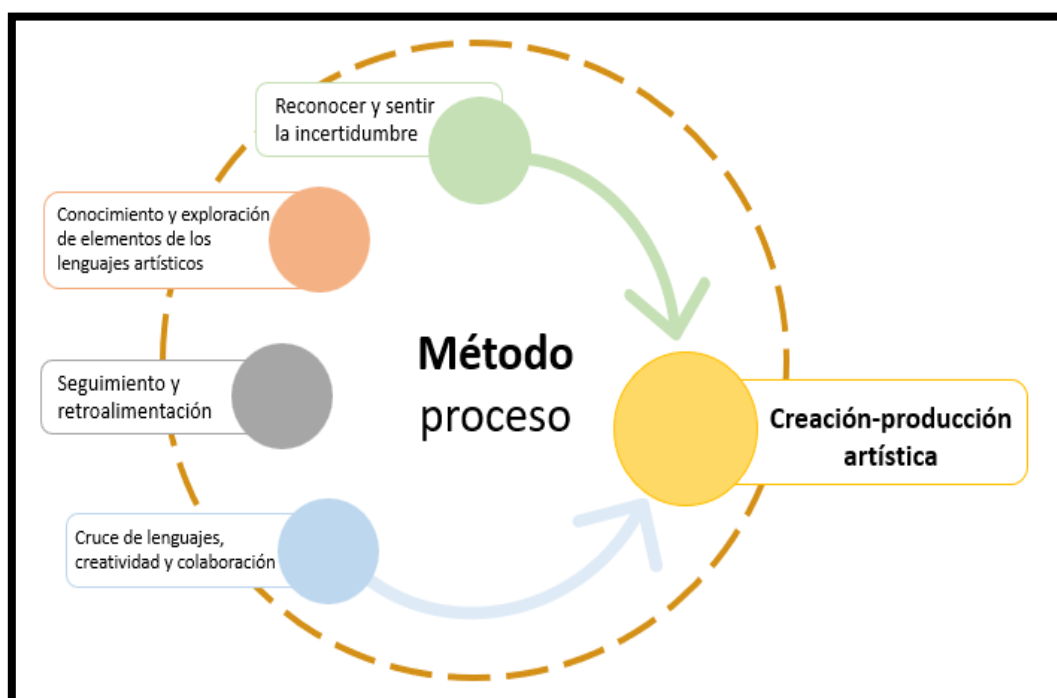 Reconocer y sentir
la incertidumbre
Conocimiento y exploración
de elementos de los
lenguajes artísticos
Seguimiento y
retroalimentación
Cruce de lenguajes,
creatividad y colaboración
Método
proceso
Creación-producción
artística